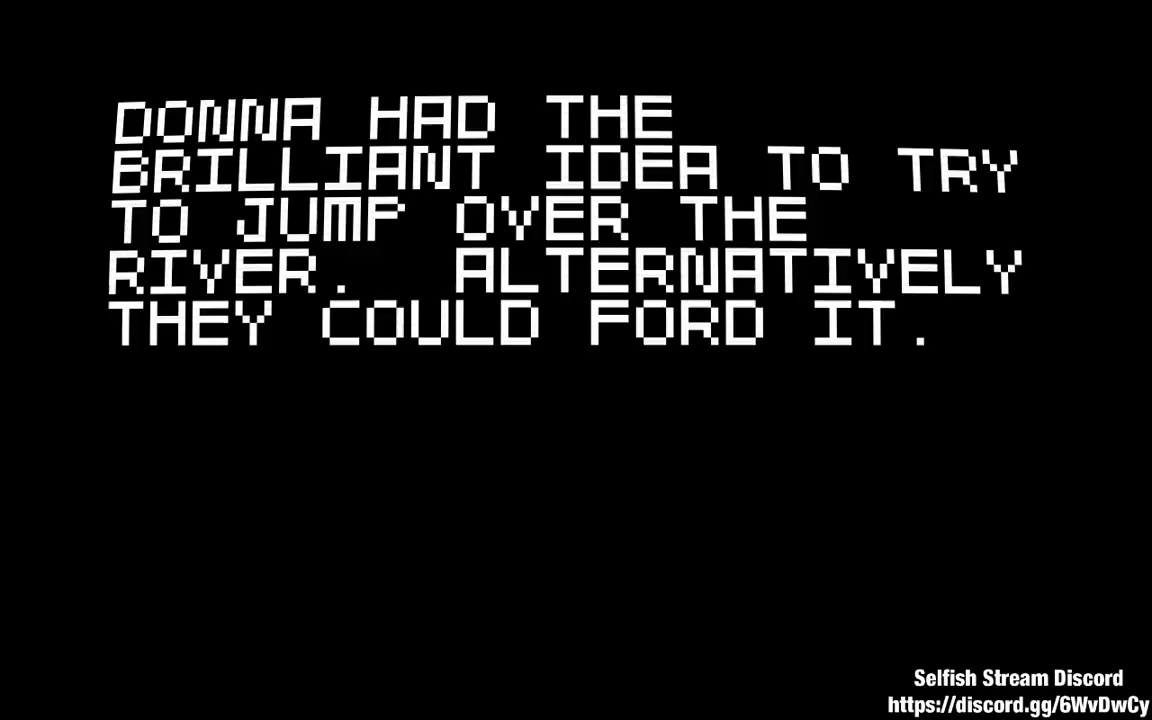 DONNA HAD THE
BRILLIANT IDEA TO TRY
TO JUMP OVER THE
RIVER. ALTERNATIVELY
THEY COULD FORD IT.
Selfish Stream Discord
https://discord.gg/6WvDwCy